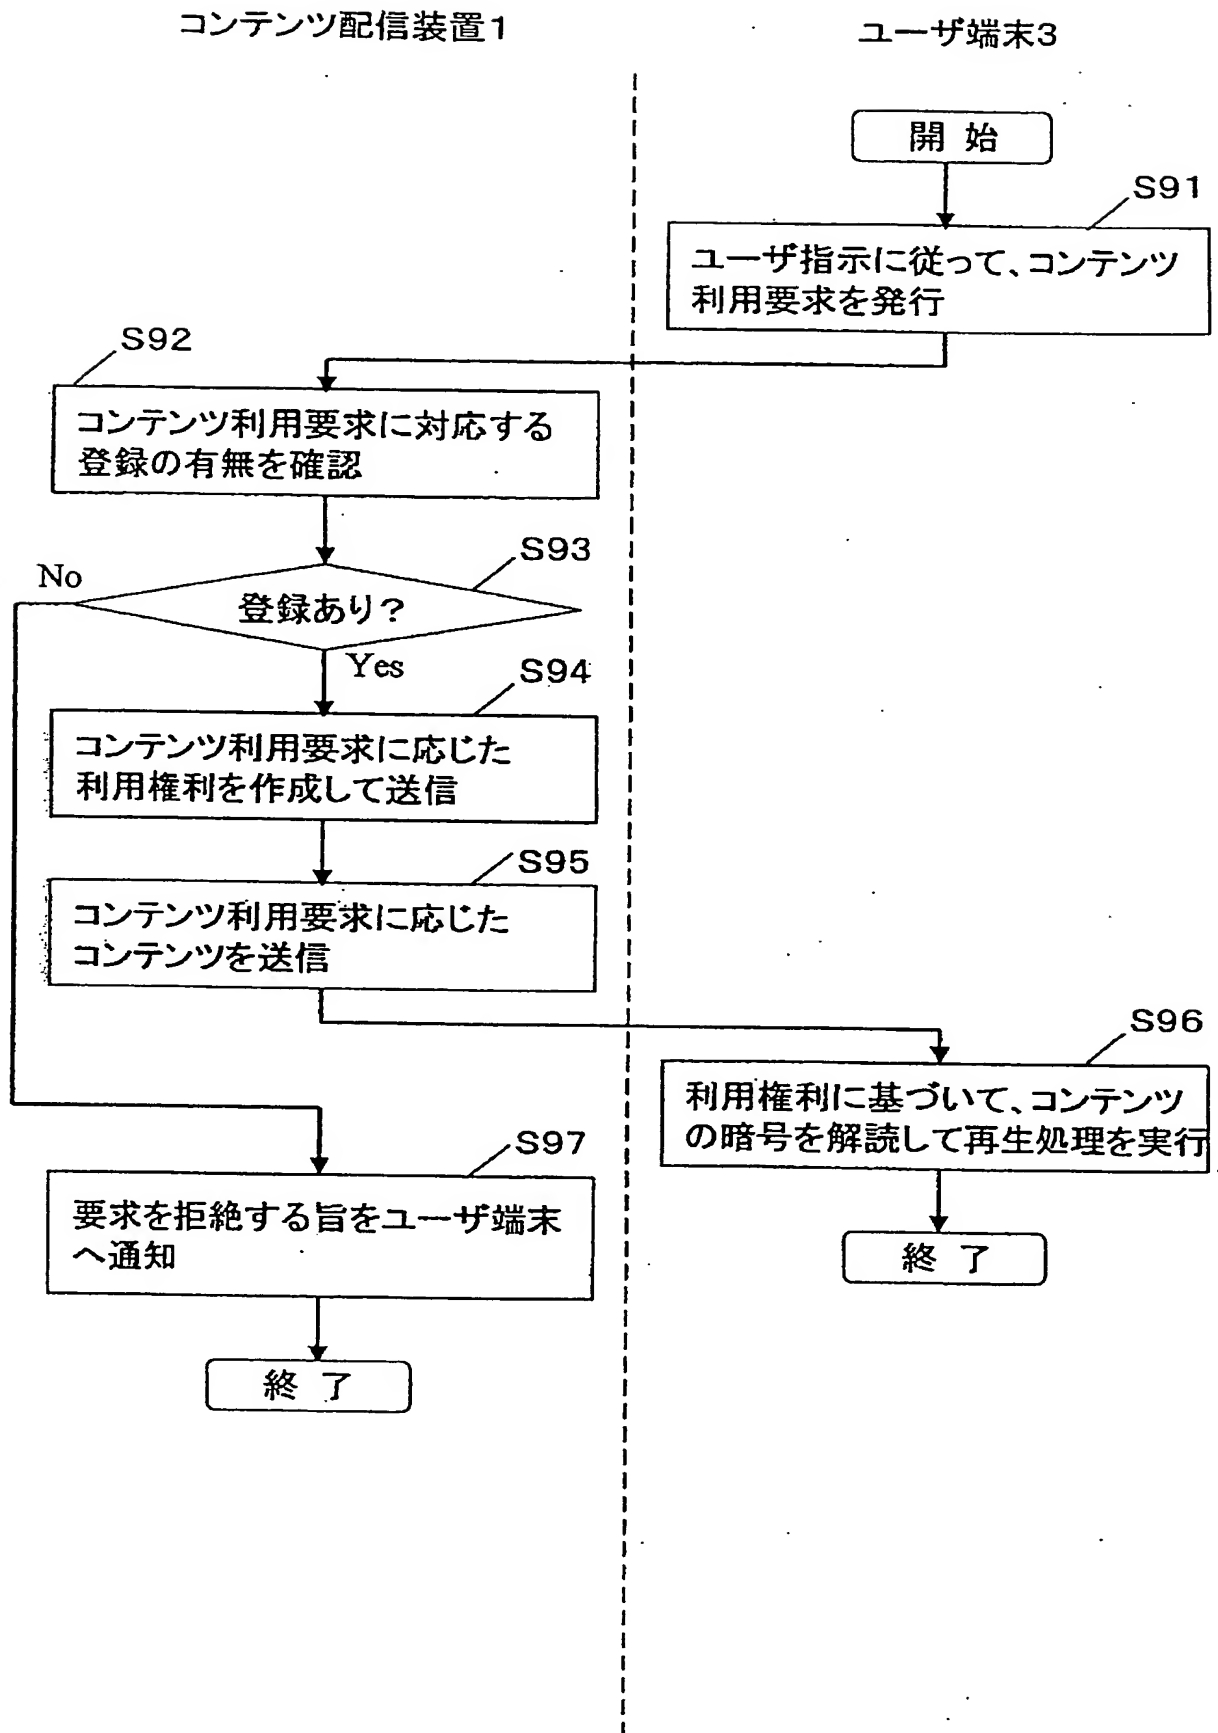 コンテンツ配信装置1
ユーザ端末3
開始
S91
ユーザ指示に従って、コンテンツ
利用要求を発行
S92
コンテンツ利用要求に対応する
登録の有無を確認
S93
No
登録あり?
Yes
S94
コンテンツ利用要求に応じた
利用権利を作成して送信
S95
コンテンツ利用要求に応じた
コンテンツを送信
S96
利用権利に基づいて、コンテンツ
の暗号を解読して再生処理を実行
終了
S97
要求を拒絶する旨をユーザ端末
へ通知
終了